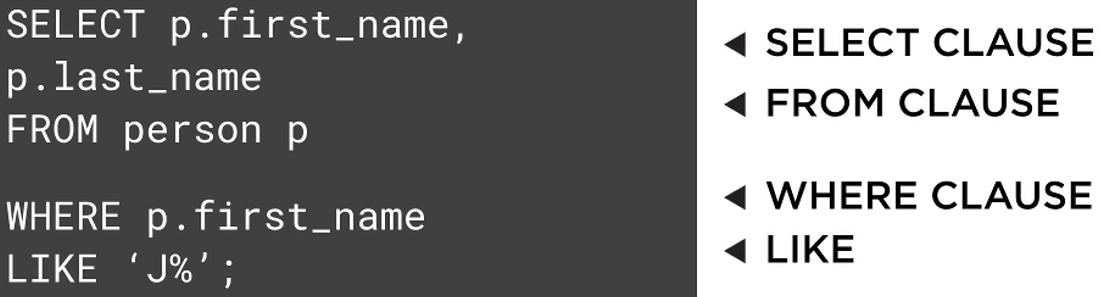 SELECT p.first_name,
p.last_name
FROM person p
WHERE p.first_name
LIKE ‘J%’;
◄ SELECT CLAUSE
◄ FROM CLAUSE
◄ WHERE CLAUSE
◄ LIKE